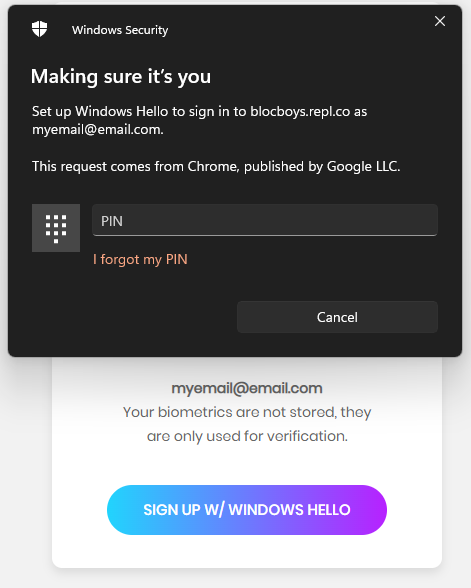 Windows Security
Making sure it's you
Set up Windows Hello to sign in to blocboys.repl.co as
myemail@email.com.
This request comes from Chrome, published by Google LLC.
PIN
I forgot my PIN
Cancel
myemail@email.com
Your biometrics are not stored, they
are only used for verification.
SIGN UP W/ WINDOWS HELLO